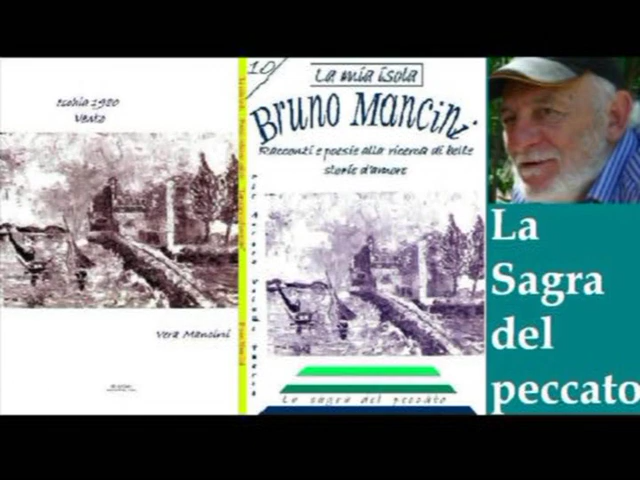 Ischia 1980
Vento
Vera Mancini
10
La mia isola
Bruno Mancini
Racconti e poesie alla ricerca di belle
storie d'amore
La sagra del peccato
La
Sagra
del
peccato